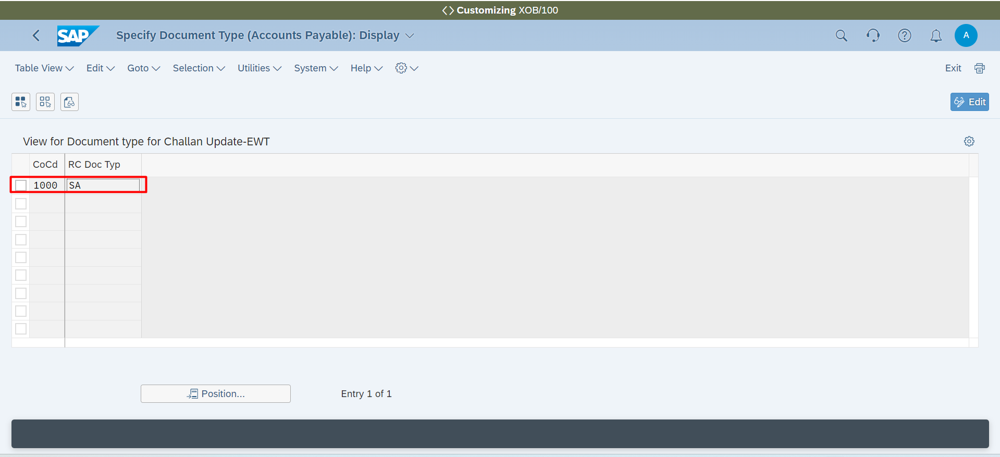 Customizing XOB/100
SAP Specify Document Type (Accounts Payable): Display A
Table View Edit Goto Selection Utilities System Help Exit
Edit
View for Document type for Challan Update-EWT
CoCd RC Doc Typ
1000 SA
Position... Entry 1 of 1